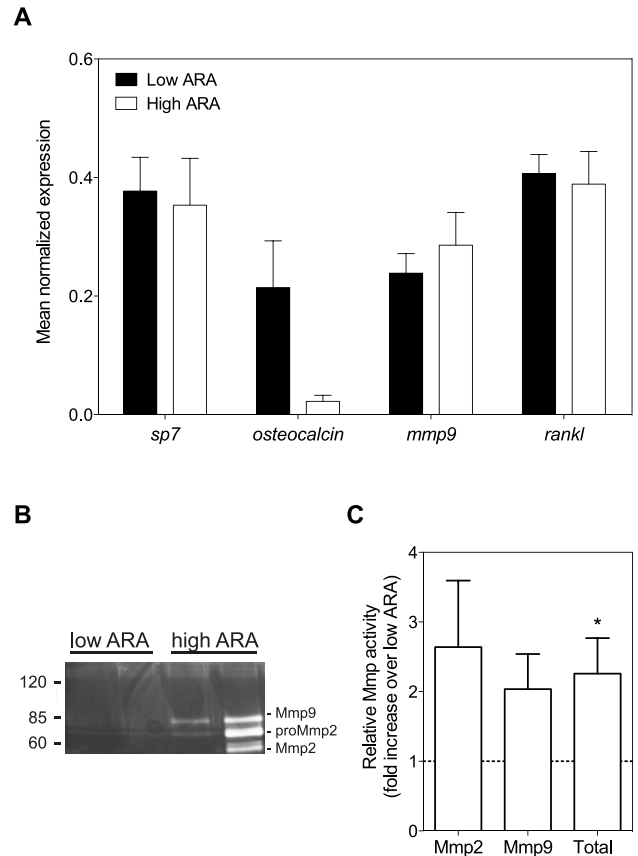 A
Mean normalized expression
0.6
0.4
0.2
0.0
Low ARA
High ARA
sp7
osteocalcin
mmp9
rankl
B
low ARA
high ARA
120
85
60
- Mmp9
- proMmp2
- Mmp2
C
Relative Mmp activity
(fold increase over low ARA)
4
3
2
1
0
*
Mmp2
Mmp9
Total